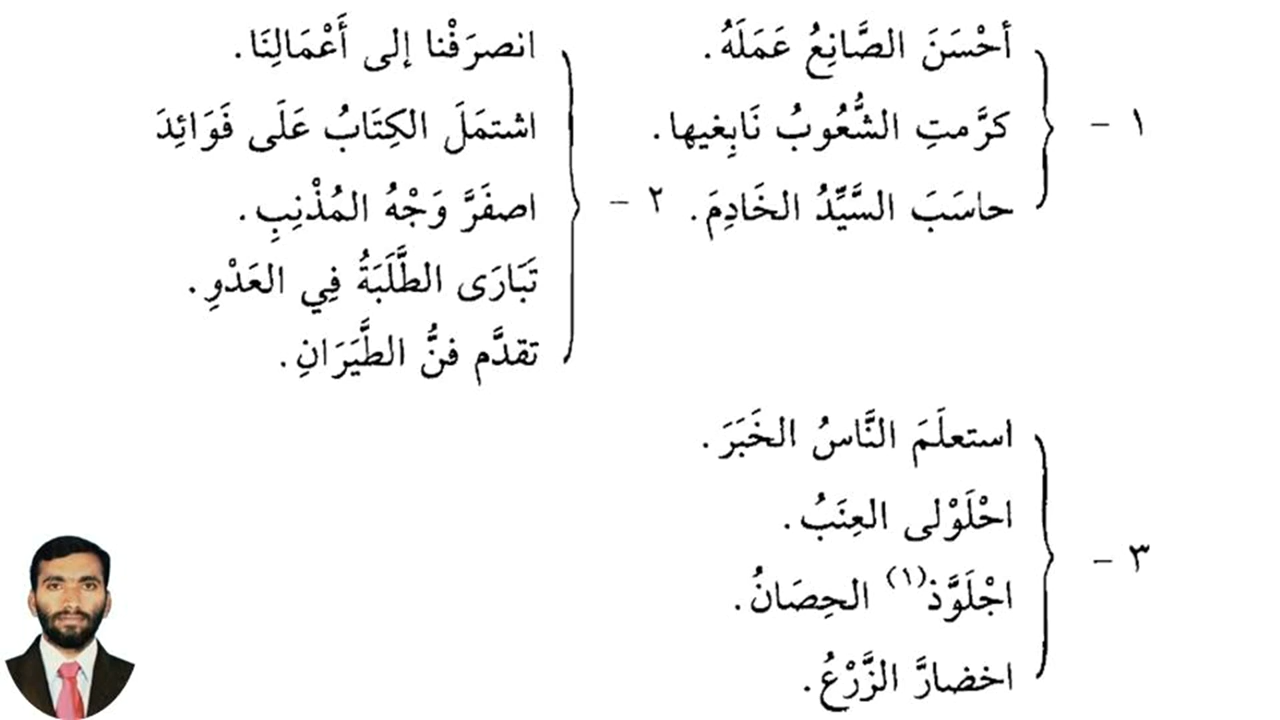 ١ -
أحْسَنَ الصَّانِعُ عَمَلَهُ.
كرَّمتِ الشُّعُوبُ نَابِغيها.
حاسَبَ السَّيِّدُ الخَادِمَ.
٢ -
انصرَفْنا إلى أَعْمَالِنَا.
اشتمَلَ الكِتَابُ عَلَى فَوَائِدَ
اصفَرَّ وَجْهُ المُذْنِبِ.
تَبَارَى الطَّلَبَةُ فِي العَدْوِ.
تقدَّم فنُّ الطَّيَرَانِ.
٣ -
استعلَمَ النَّاسُ الخَبَرَ.
احْلَوْلى العِنَبُ.
اجْلَوَّذ(١) الحِصَانُ.
اخضارَّ الزَّرْعُ.